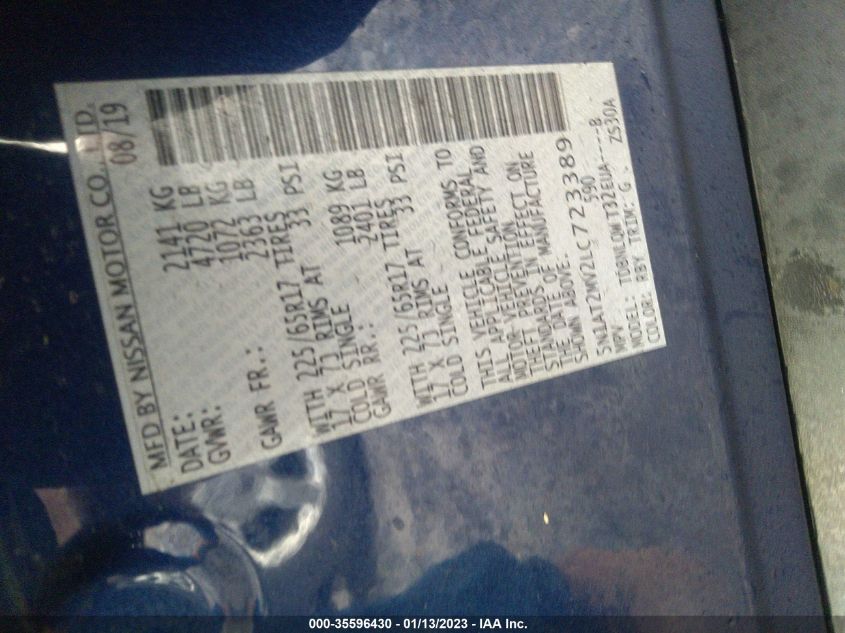 MFD BY NISSAN MOTOR CO., LTD.
DATE: 08/19
GVWR: 2141 KG
4720 LB
GAWR FR.: 1072 KG
2363 LB
WITH 225/65R17 TIRES
17 X 7J RIMS AT 33 PSI
COLD SINGLE
GAWR RR.: 1089 KG
2401 LB
WITH 225/65R17 TIRES
17 X 7J RIMS AT 33 PSI
COLD SINGLE
THIS VEHICLE CONFORMS TO
ALL APPLICABLE FEDERAL
MOTOR VEHICLE SAFETY AND
THEFT PREVENTION
STANDARDS IN EFFECT ON
THE DATE OF MANUFACTURE
SHOWN ABOVE.
5N1AT2MV2LC723389
MPV 590
MODEL: TDBNLQWT32EUA-----B
COLOR: RBY TRIM: G ZS30A
000-35596430 - 01/13/2023 - IAA Inc.